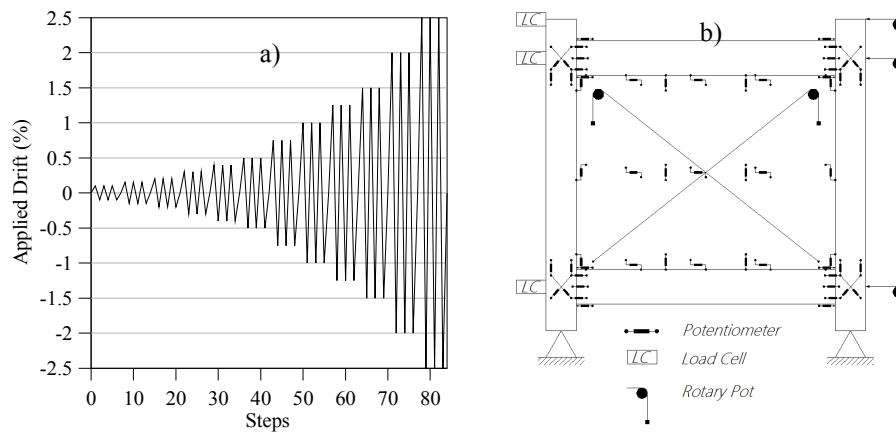 2.5
2
1.5
1
0.5
0
-0.5
-1
-1.5
-2
-2.5
Applied Drift (%)
a)
0 10 20 30 40 50 60 70 80
Steps
b)
LC
LC
LC
Potentiometer
LC Load Cell
Rotary Pot